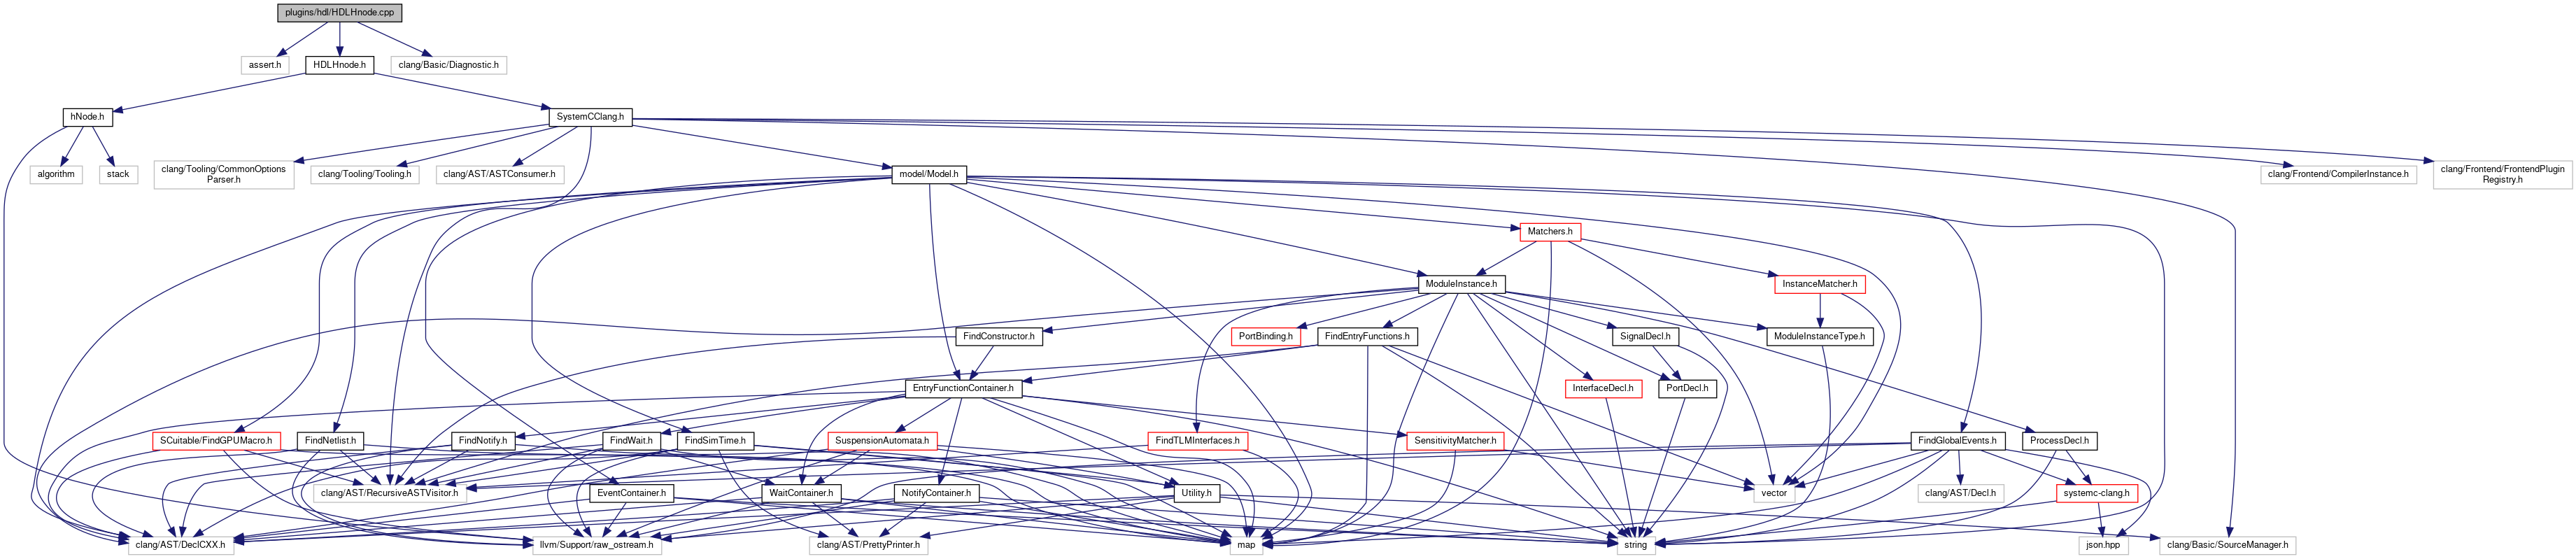 plugins/hdl/HDLHnode.cpp
assert.h
HDLHnode.h
clang/Basic/Diagnostic.h
hNode.h
SystemCClang.h
algorithm
stack
clang/Tooling/CommonOptions
Parser.h
clang/Tooling/Tooling.h
clang/AST/ASTConsumer.h
model/Model.h
clang/Frontend/CompilerInstance.h
clang/Frontend/FrontendPlugin
Registry.h
Matchers.h
ModuleInstance.h
InstanceMatcher.h
FindConstructor.h
PortBinding.h
FindEntryFunctions.h
SignalDecl.h
ModuleInstanceType.h
EntryFunctionContainer.h
InterfaceDecl.h
PortDecl.h
SCuitable/FindGPUMacro.h
FindNetlist.h
FindNotify.h
FindWait.h
FindSimTime.h
SuspensionAutomata.h
FindTLMInterfaces.h
SensitivityMatcher.h
FindGlobalEvents.h
ProcessDecl.h
clang/AST/RecursiveASTVisitor.h
EventContainer.h
WaitContainer.h
NotifyContainer.h
Utility.h
vector
clang/AST/Decl.h
systemc-clang.h
clang/AST/DeclCXX.h
llvm/Support/raw_ostream.h
clang/AST/PrettyPrinter.h
map
string
json.hpp
clang/Basic/SourceManager.h